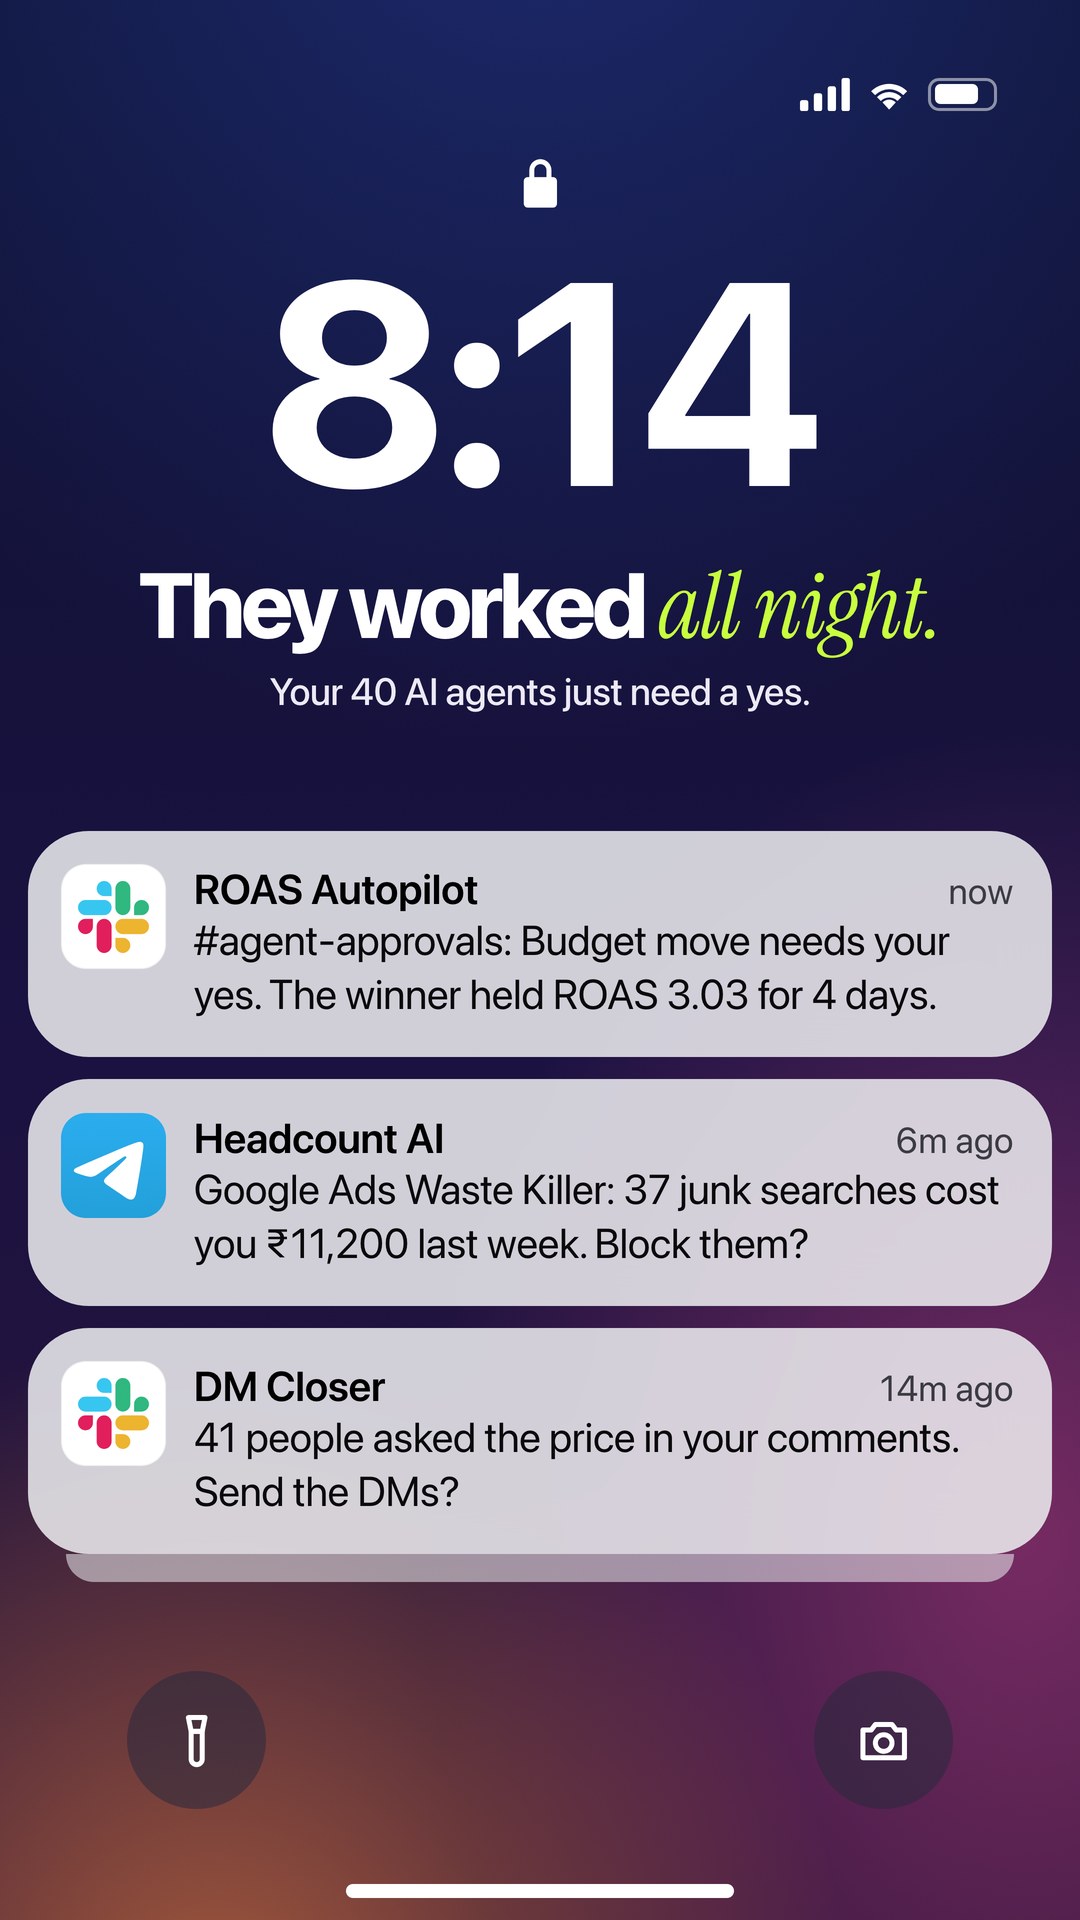 8:14
They worked all night.
Your 40 AI agents just need a yes.
ROAS Autopilot
now
#agent-approvals: Budget move needs your
yes. The winner held ROAS 3.03 for 4 days.
Headcount AI
6m ago
Google Ads Waste Killer: 37 junk searches cost
you ₹11,200 last week. Block them?
DM Closer
14m ago
41 people asked the price in your comments.
Send the DMs?